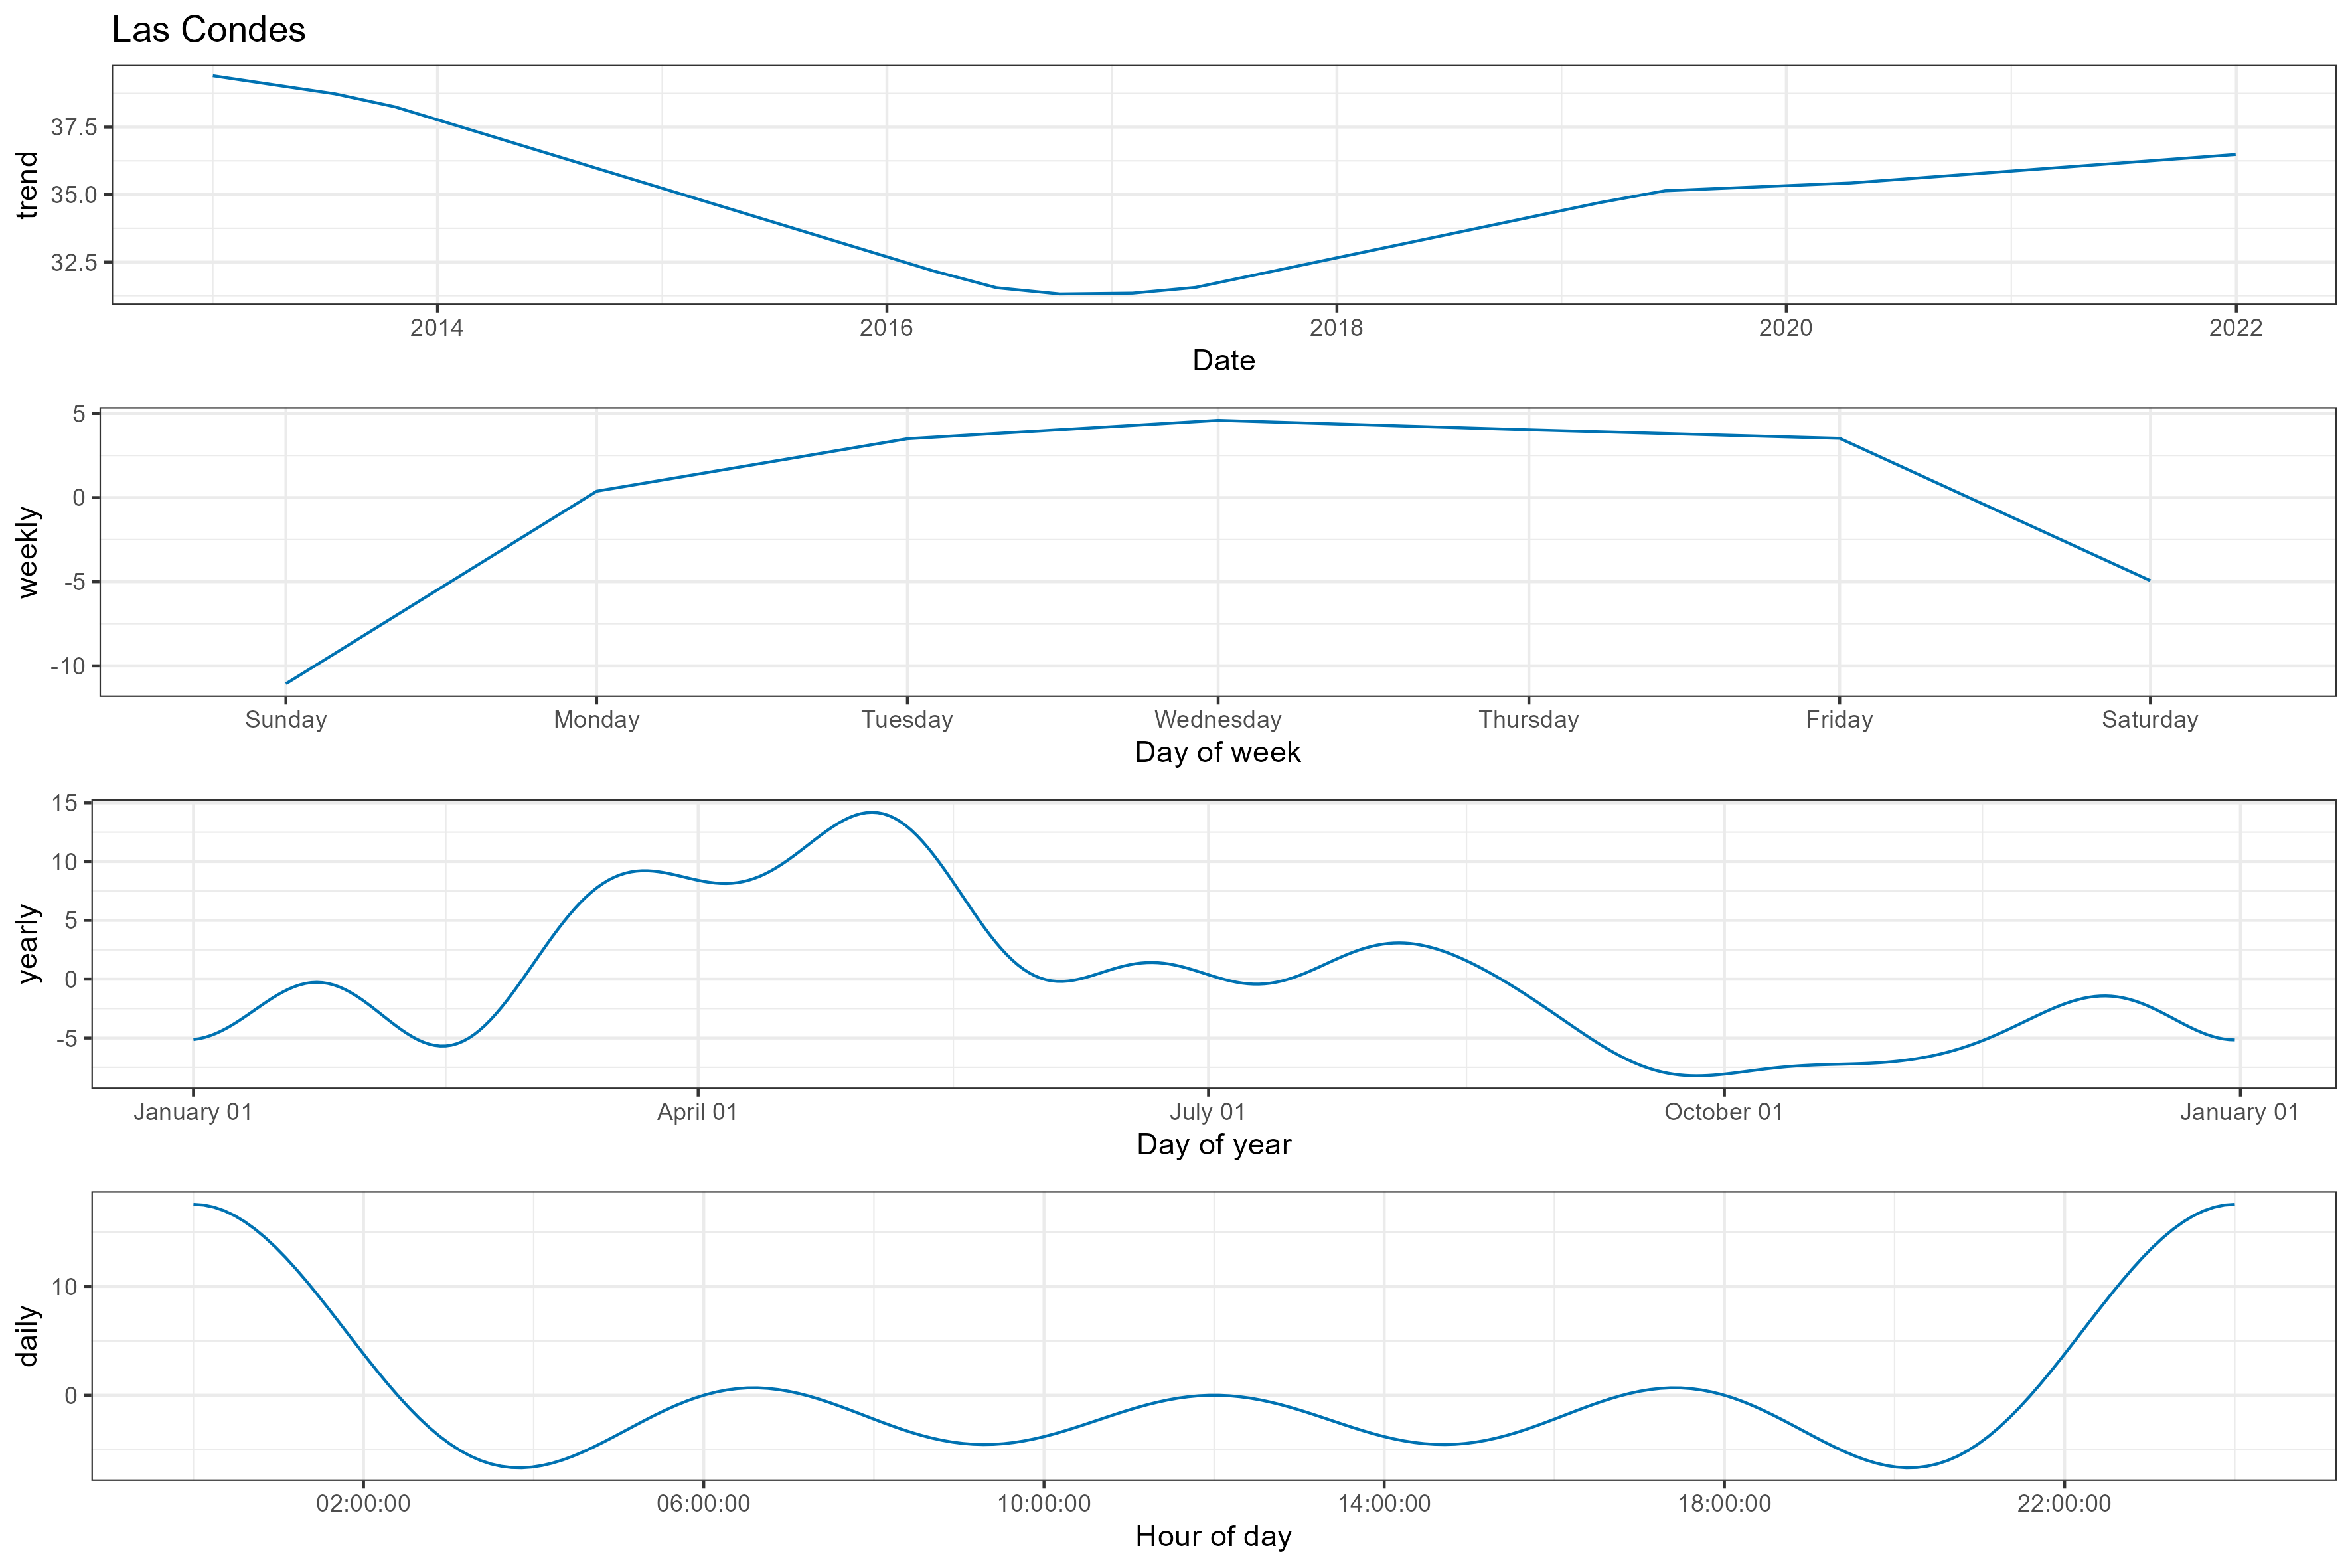 Las Condes
trend
37.5
35.0
32.5
2014 2016 2018 2020 2022
Date
weekly
5
0
-5
-10
Sunday Monday Tuesday Wednesday Thursday Friday Saturday
Day of week
yearly
15
10
5
0
-5
January 01 April 01 July 01 October 01 January 01
Day of year
daily
10
0
02:00:00 06:00:00 10:00:00 14:00:00 18:00:00 22:00:00
Hour of day